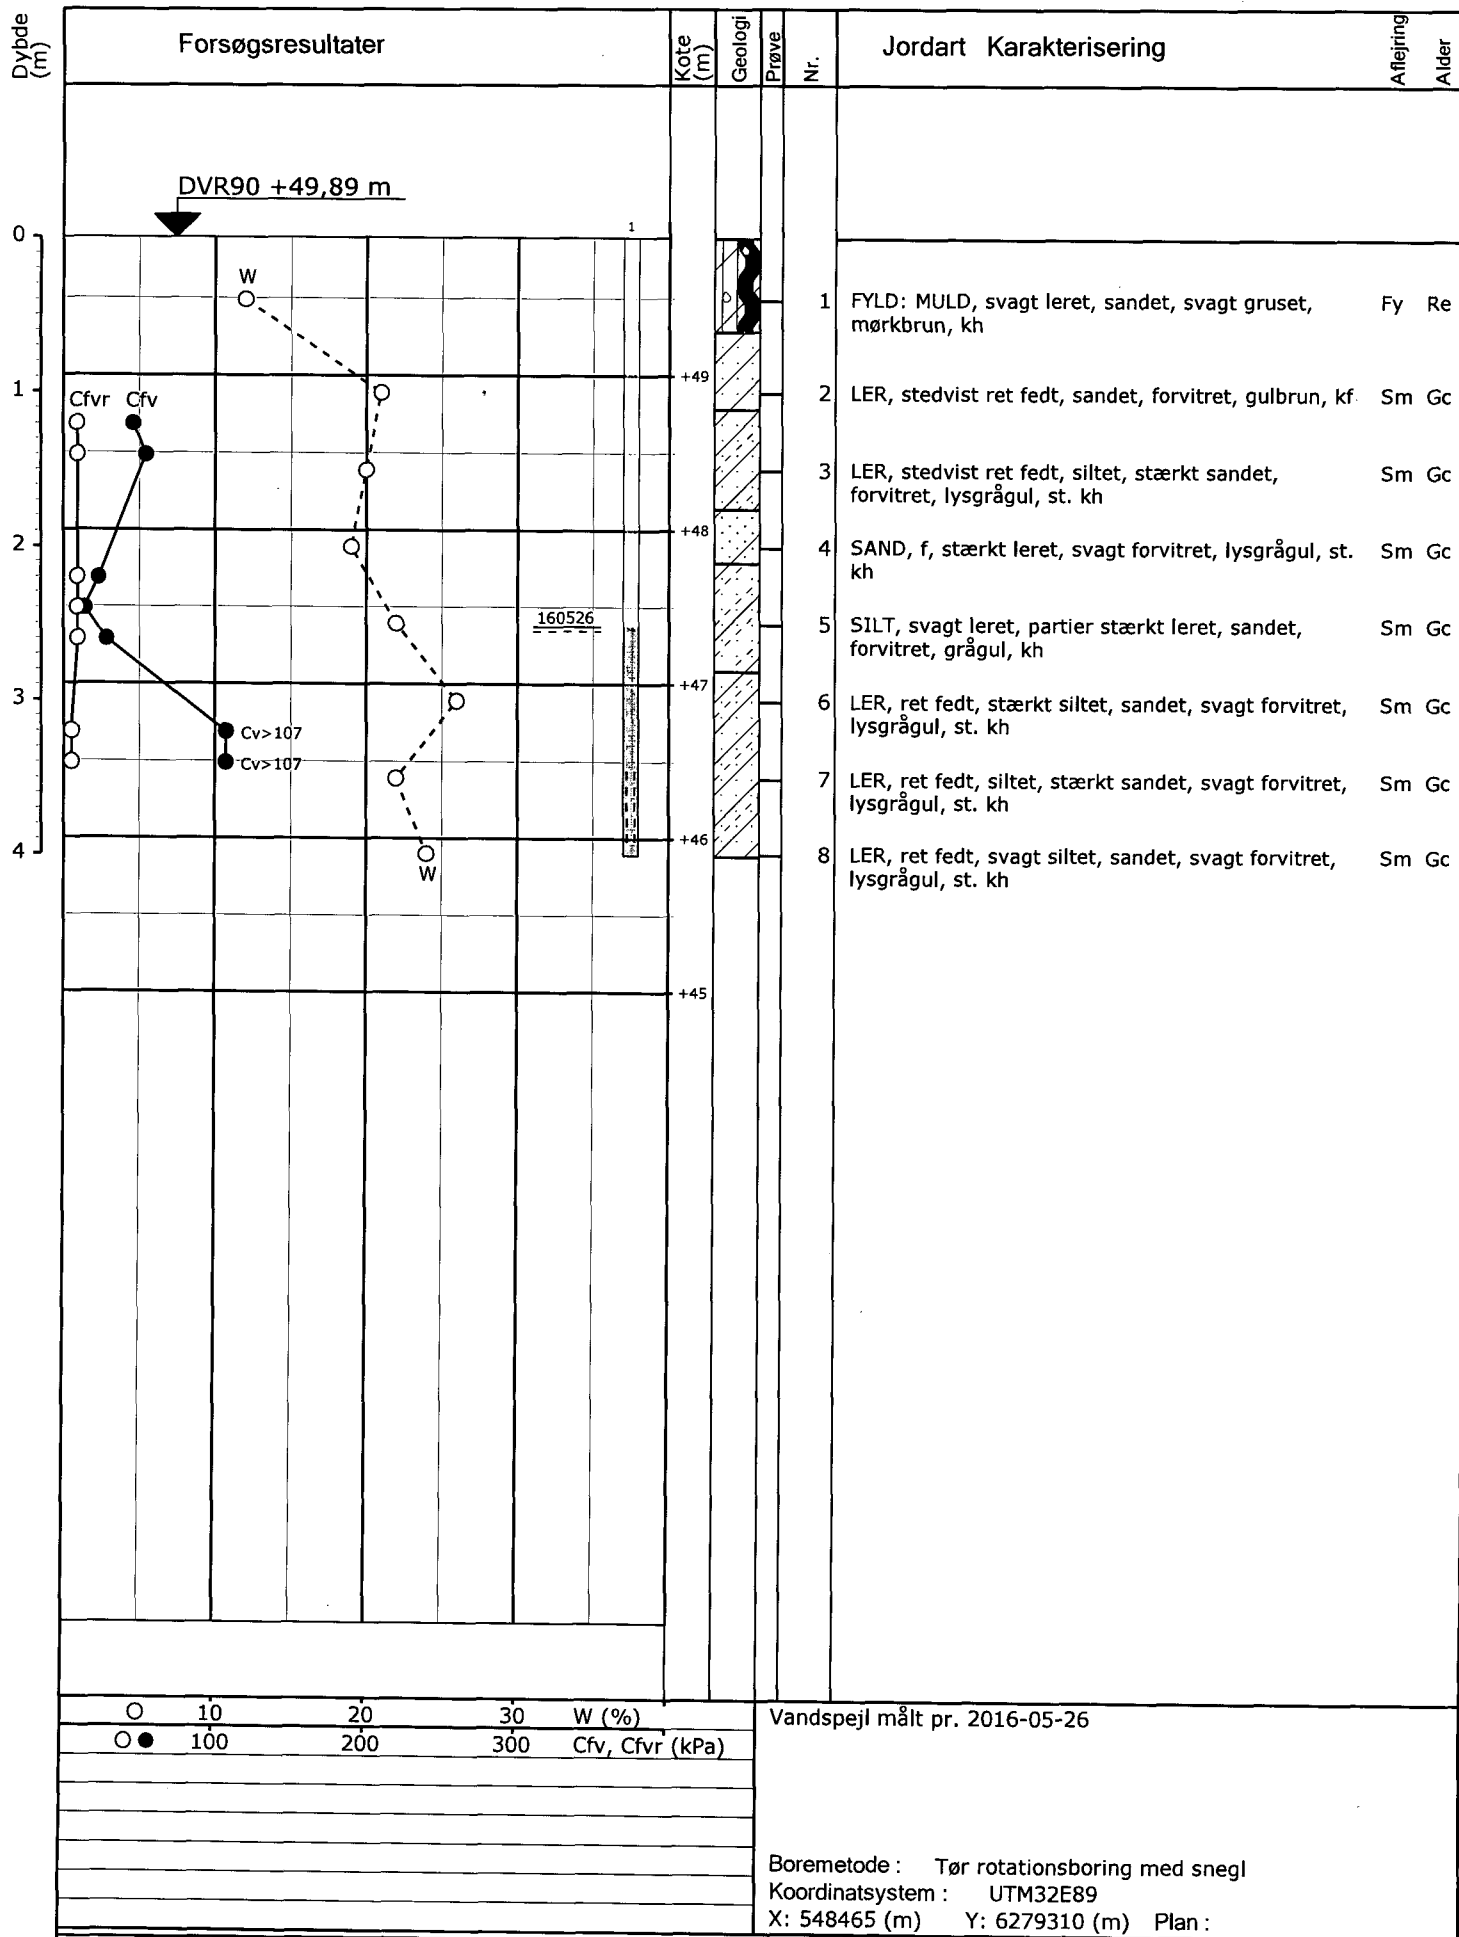 Dybde (m)
Forsøgsresultater
Kote (m)
Geologi
Prøve
Nr.
Jordart Karakterisering
Aflejring
Alder
DVR90 +49,89 m
0
1
W
1 FYLD: MULD, svagt leret, sandet, svagt gruset, Fy Re
mørkbrun, kh
+49
1
Cfvr Cfv
2 LER, stedvist ret fedt, sandet, forvitret, gulbrun, kf Sm Gc
3 LER, stedvist ret fedt, siltet, stærkt sandet, Sm Gc
forvitret, lysgrågul, st. kh
+48
2
4 SAND, f, stærkt leret, svagt forvitret, lysgrågul, st. Sm Gc
kh
160526
5 SILT, svagt leret, partier stærkt leret, sandet, Sm Gc
forvitret, grågul, kh
+47
3
6 LER, ret fedt, stærkt siltet, sandet, svagt forvitret, Sm Gc
lysgrågul, st. kh
Cv>107
Cv>107
7 LER, ret fedt, siltet, stærkt sandet, svagt forvitret, Sm Gc
lysgrågul, st. kh
+46
4
W
8 LER, ret fedt, svagt siltet, sandet, svagt forvitret, Sm Gc
lysgrågul, st. kh
+45
10 20 30 W (%)
100 200 300 Cfv, Cfvr (kPa)
Vandspejl målt pr. 2016-05-26
Boremetode : Tør rotationsboring med snegl
Koordinatsystem : UTM32E89
X: 548465 (m) Y: 6279310 (m) Plan :